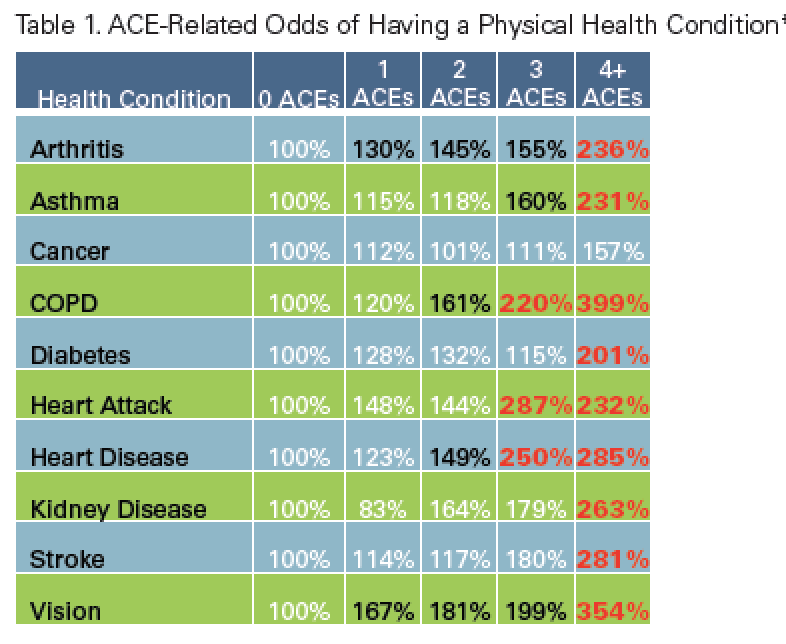 Table 1. ACE-Related Odds of Having a Physical Health Condition‡
Health Condition 0 ACEs 1 ACEs 2 ACEs 3 ACEs 4+ ACEs
Arthritis 100% 130% 145% 155% 236%
Asthma 100% 115% 118% 160% 231%
Cancer 100% 112% 101% 111% 157%
COPD 100% 120% 161% 220% 399%
Diabetes 100% 128% 132% 115% 201%
Heart Attack 100% 148% 144% 287% 232%
Heart Disease 100% 123% 149% 250% 285%
Kidney Disease 100% 83% 164% 179% 263%
Stroke 100% 114% 117% 180% 281%
Vision 100% 167% 181% 199% 354%